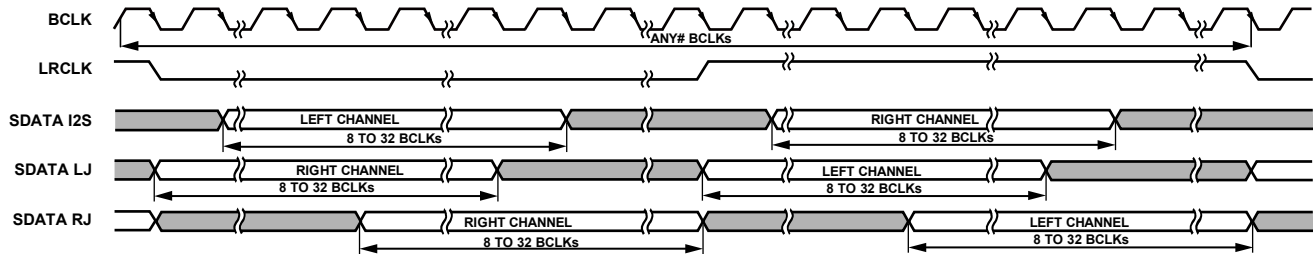 BCLK
ANY# BCLKs
LRCLK
SDATA I2S
LEFT CHANNEL
RIGHT CHANNEL
8 TO 32 BCLKs
8 TO 32 BCLKs
SDATA LJ
RIGHT CHANNEL
LEFT CHANNEL
8 TO 32 BCLKs
8 TO 32 BCLKs
SDATA RJ
RIGHT CHANNEL
LEFT CHANNEL
8 TO 32 BCLKs
8 TO 32 BCLKs